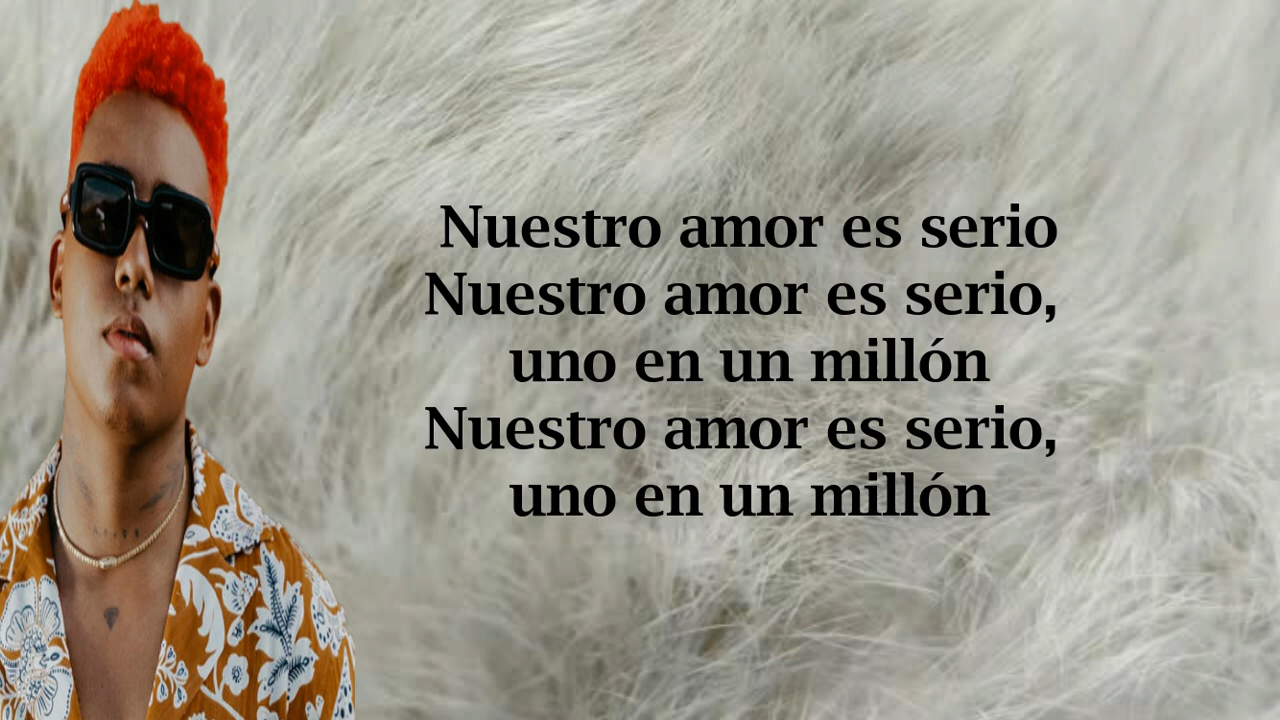 Nuestro amor es serio
Nuestro amor es serio,
uno en un millón
Nuestro amor es serio,
uno en un millón